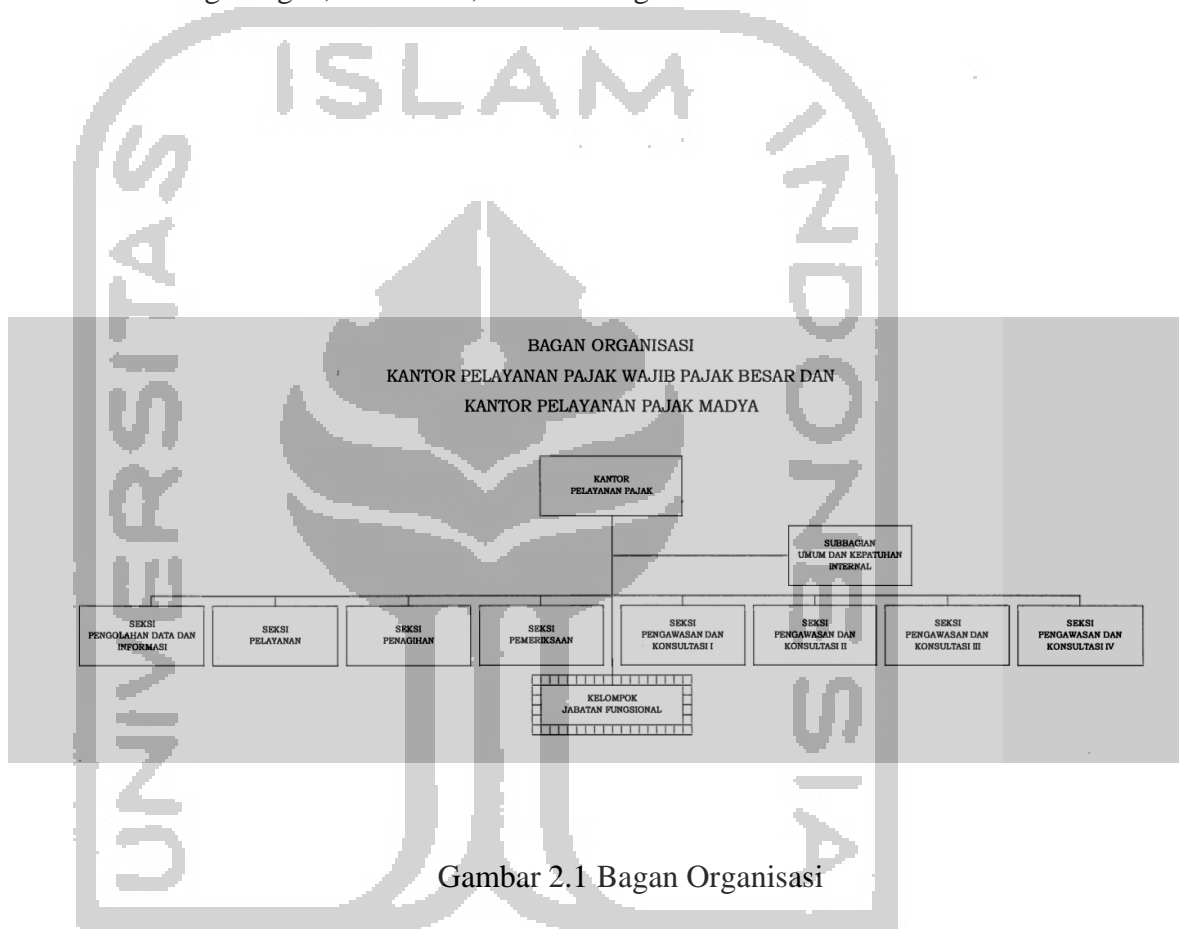 ISLAM
UNIVERSITAS
INDONESIA
BAGAN ORGANISASI
KANTOR PELAYANAN PAJAK WAJIB PAJAK BESAR DAN
KANTOR PELAYANAN PAJAK MADYA
KANTOR
PELAYANAN PAJAK
SUBBAGIAN
UMUM DAN KEPATUHAN
INTERNAL
SEKSI
PENGOLAHAN DATA DAN
INFORMASI
SEKSI
PELAYANAN
SEKSI
PENAGIHAN
SEKSI
PEMERIKSAAN
SEKSI
PENGAWASAN DAN
KONSULTASI I
SEKSI
PENGAWASAN DAN
KONSULTASI II
SEKSI
PENGAWASAN DAN
KONSULTASI III
SEKSI
PENGAWASAN DAN
KONSULTASI IV
KELOMPOK
JABATAN FUNGSIONAL
Gambar 2.1 Bagan Organisasi